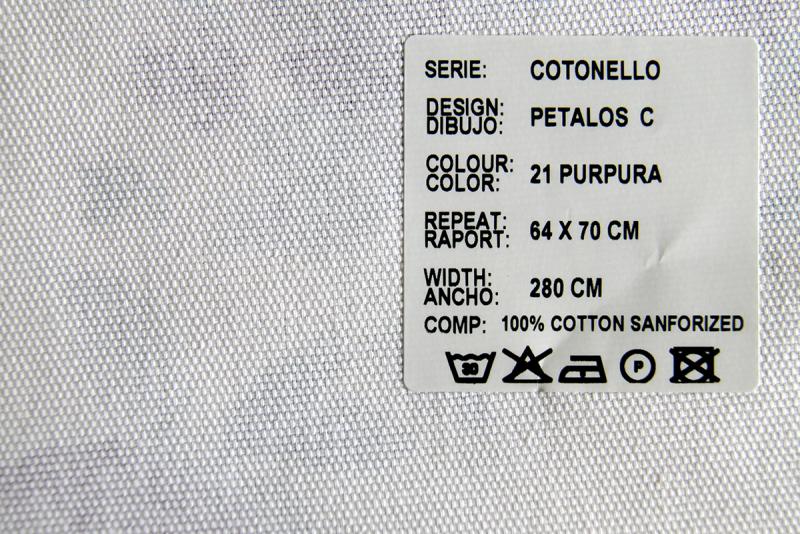 SERIE: COTONELLO
DESIGN:
DIBUJO: PETALOS C
COLOUR:
COLOR: 21 PURPURA
REPEAT:
RAPORT: 64 X 70 CM
WIDTH:
ANCHO: 280 CM
COMP: 100% COTTON SANFORIZED
30 P